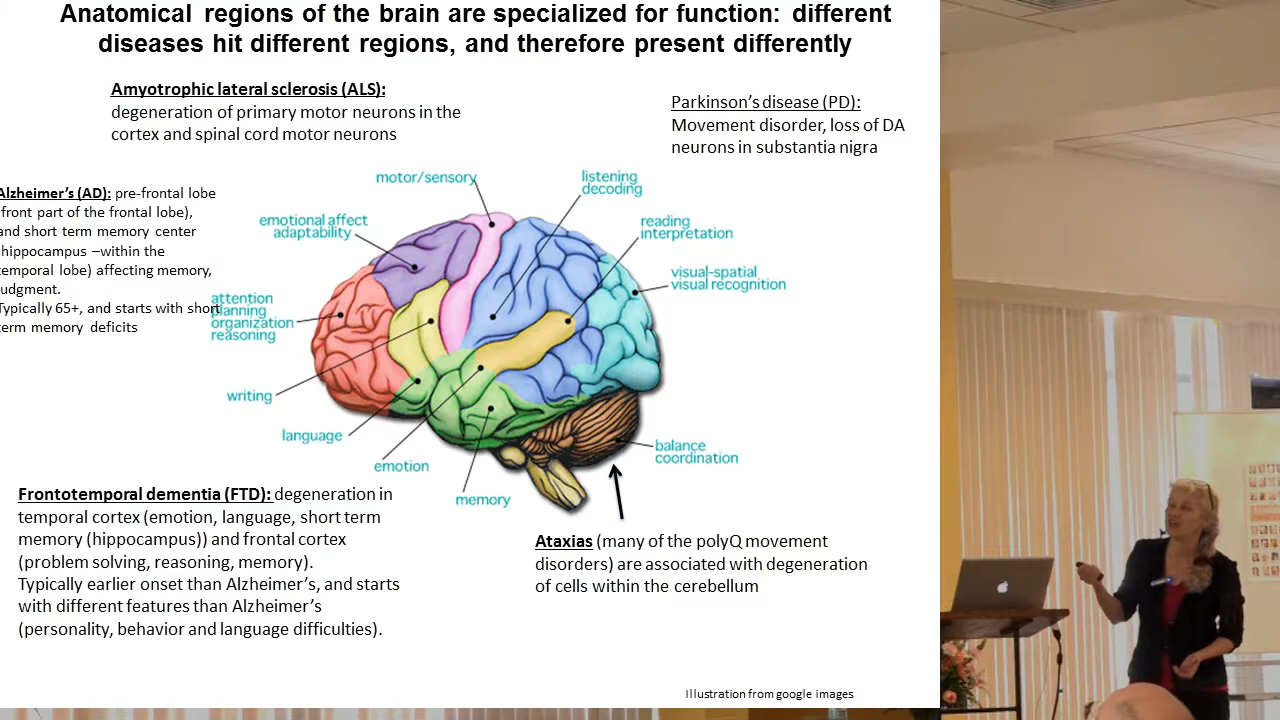 Anatomical regions of the brain are specialized for function: different
diseases hit different regions, and therefore present differently
Amyotrophic lateral sclerosis (ALS):
degeneration of primary motor neurons in the
cortex and spinal cord motor neurons
Parkinson's disease (PD):
Movement disorder, loss of DA
neurons in substantia nigra
Alzheimer's (AD): pre-frontal lobe
front part of the frontal lobe),
and short term memory center
hippocampus –within the
temporal lobe) affecting memory,
udgment.
Typically 65+, and starts with short
term memory deficits
motor/sensory
listening
decoding
emotional affect
adaptability
reading
interpretation
visual-spatial
visual recognition
attention
planning
organization
reasoning
writing
language
emotion
memory
balance
coordination
Frontotemporal dementia (FTD): degeneration in
temporal cortex (emotion, language, short term
memory (hippocampus)) and frontal cortex
(problem solving, reasoning, memory).
Typically earlier onset than Alzheimer's, and starts
with different features than Alzheimer's
(personality, behavior and language difficulties).
Ataxias (many of the polyQ movement
disorders) are associated with degeneration
of cells within the cerebellum
Illustration from google images